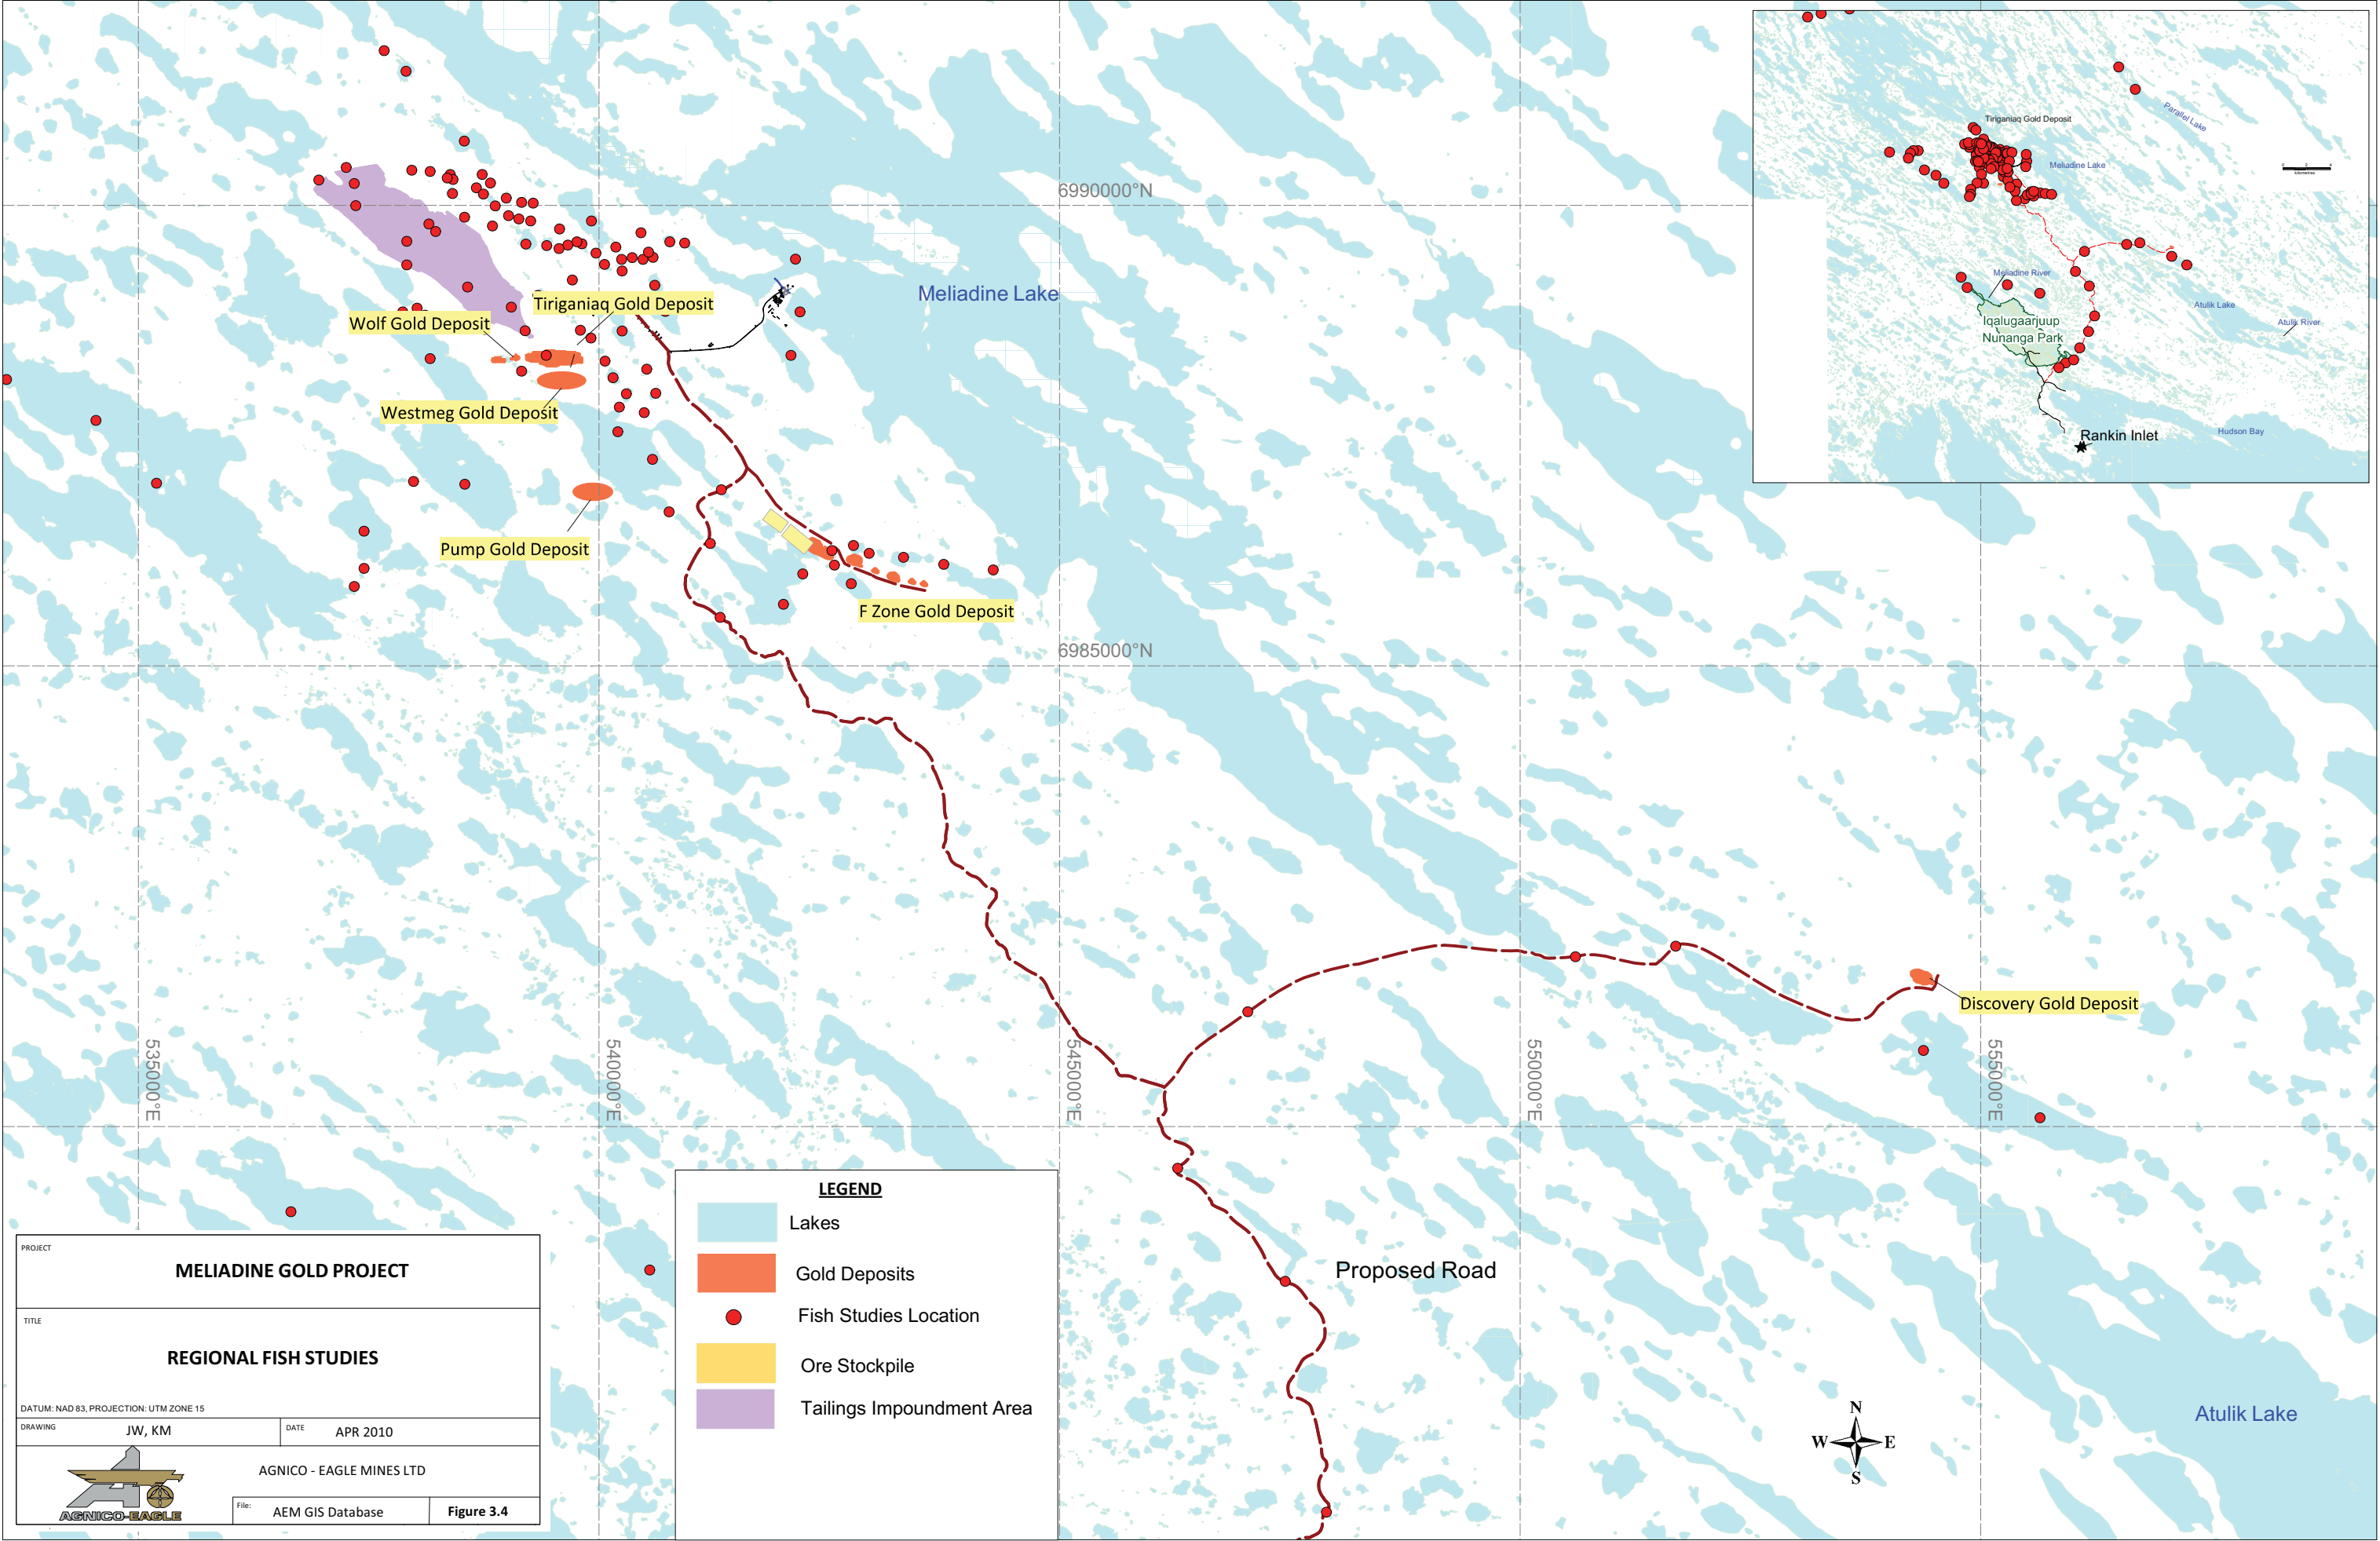 Parallel Lake
Tiriganiaq Gold Deposit
Meliadine Lake
Meliadine River
Iqalugaarjuup
Nunanga Park
Atulik Lake
Atulik River
Hudson Bay
Rankin Inlet
6990000°N
Meliadine Lake
Tiriganiaq Gold Deposit
Wolf Gold Deposit
Westmeg Gold Deposit
Pump Gold Deposit
F Zone Gold Deposit
6985000°N
Discovery Gold Deposit
535000°E
540000°E
545000°E
550000°E
555000°E
Proposed Road
Atulik Lake
N
W E
S
LEGEND
Lakes
Gold Deposits
Fish Studies Location
Ore Stockpile
Tailings Impoundment Area
PROJECT
MELIADINE GOLD PROJECT
TITLE
REGIONAL FISH STUDIES
DATUM: NAD 83, PROJECTION: UTM ZONE 15
DRAWING JW, KM DATE APR 2010
AGNICO - EAGLE MINES LTD
AGNICO-EAGLE
File: AEM GIS Database Figure 3.4